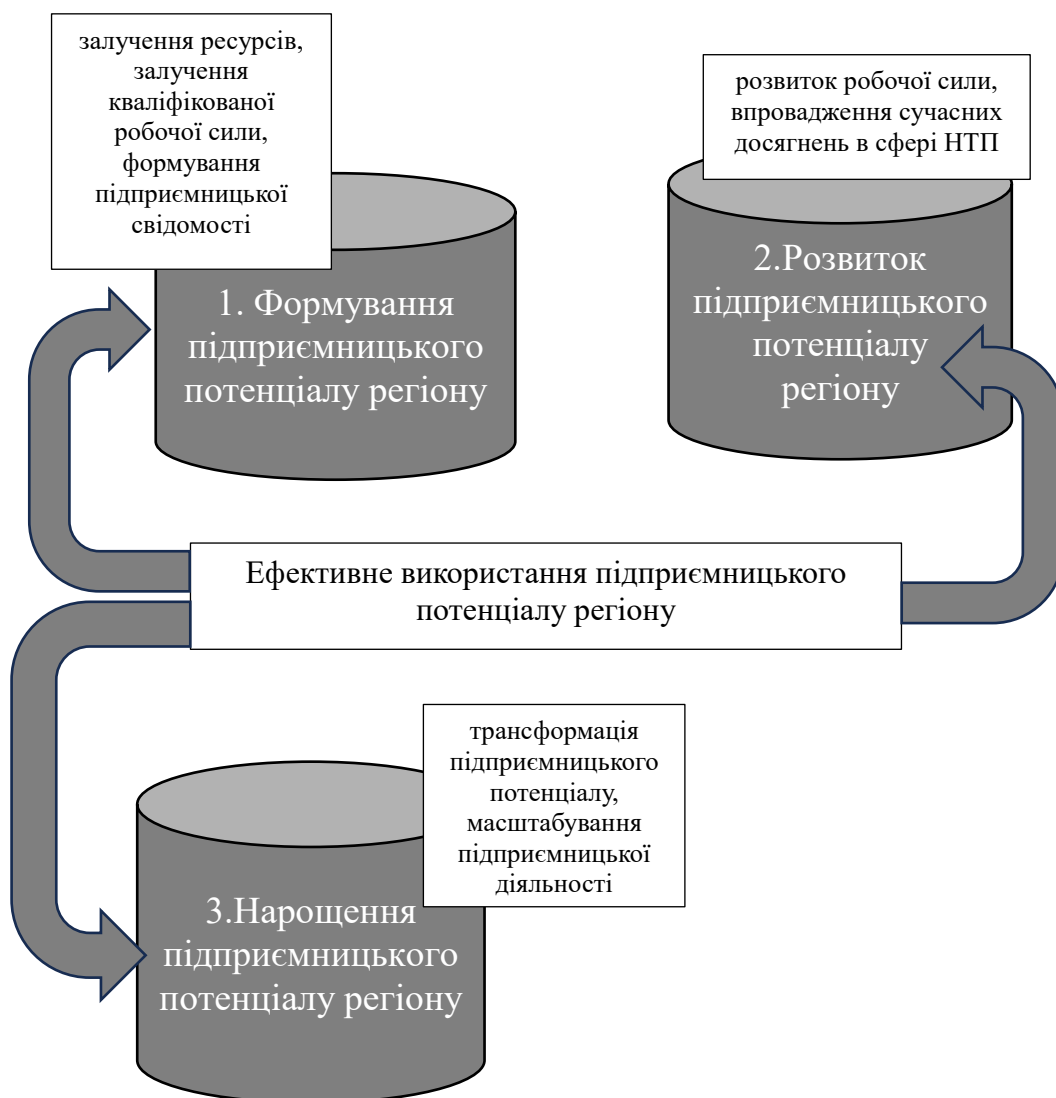 залучення ресурсів,
залучення
кваліфікованої
робочої сили,
формування
підприємницької
свідомості
1. Формування
підприємницького
потенціалу регіону
розвиток робочої сили,
впровадження сучасних
досягнень в сфері НТП
2.Розвиток
підприємницького
потенціалу
регіону
Ефективне використання підприємницького
потенціалу регіону
трансформація
підприємницького
потенціалу,
масштабування
підприємницької
діяльності
3.Нарощення
підприємницького
потенціалу регіону